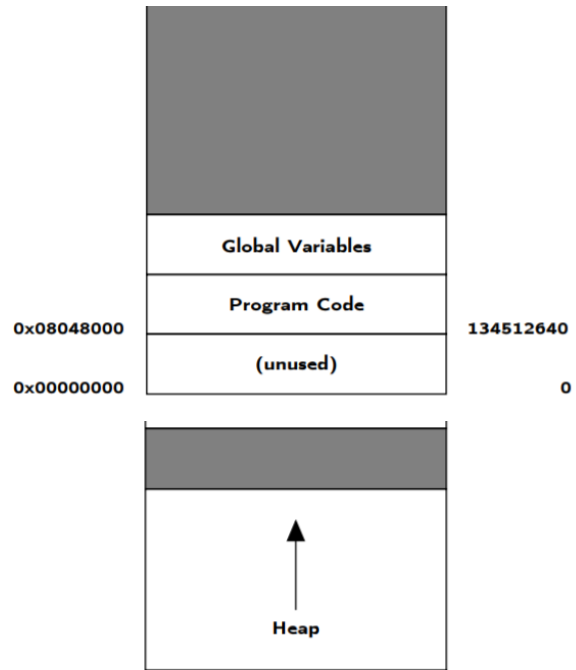 Global Variables
Program Code
0x08048000
134512640
(unused)
0x00000000
0
Heap